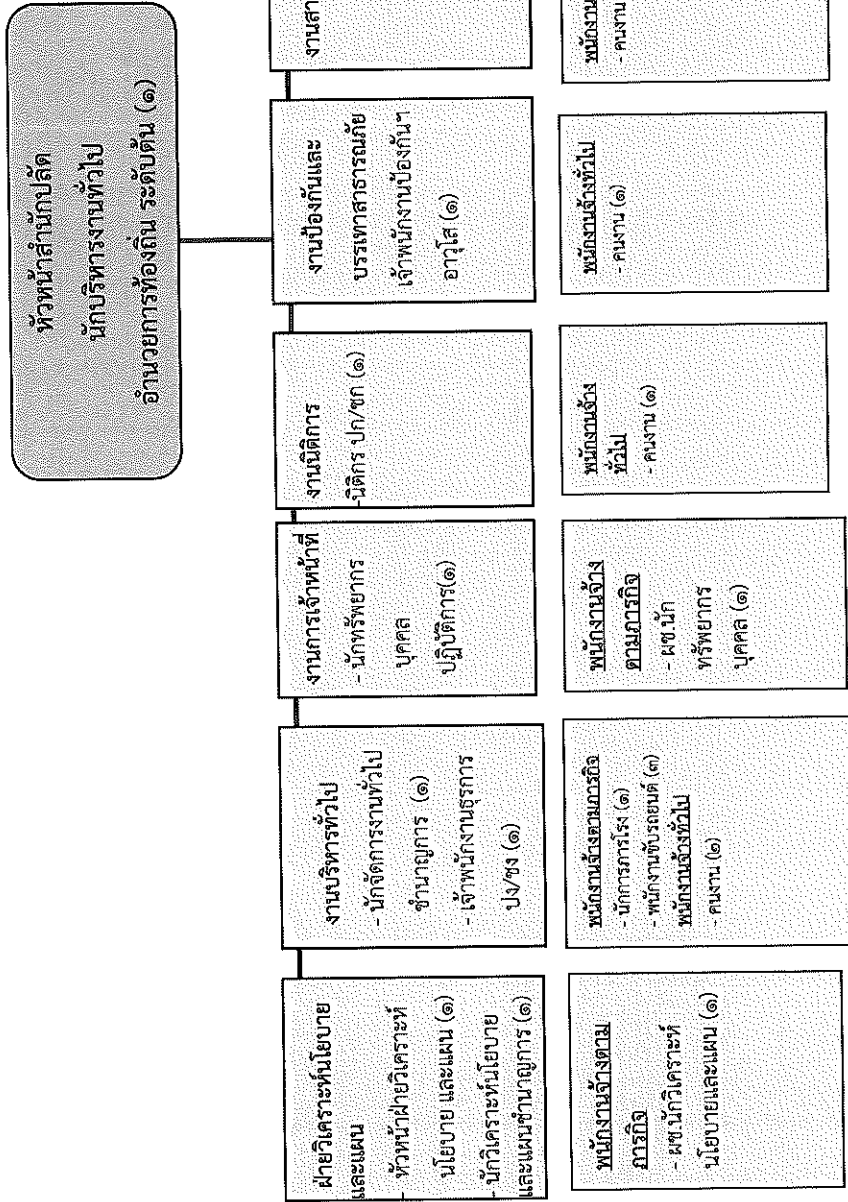 หัวหน้าสำนักปลัด
นักบริหารงานทั่วไป
อำนวยการท้องถิ่น ระดับต้น (๑)
ฝ่ายวิเคราะห์นโยบาย
และแผน
- หัวหน้าฝ่ายวิเคราะห์
นโยบาย และแผน (๑)
- นักวิเคราะห์นโยบาย
และแผนชำนาญการ (๑)
งานบริหารทั่วไป
- นักจัดการงานทั่วไป
ชำนาญการ (๑)
- เจ้าพนักงานธุรการ
ปง/ชง (๑)
งานการเจ้าหน้าที่
- นักทรัพยากร
บุคคล
ปฏิบัติการ(๑)
งานนิติการ
-นิติกร ปก/ชก (๑)
งานป้องกันและ
บรรเทาสาธารณภัย
เจ้าพนักงานป้องกันฯ
อาวุโส (๑)
งานสา
พนักงานจ้างตาม
ภารกิจ
- ผช.นักวิเคราะห์
นโยบายและแผน (๑)
พนักงานจ้างตามภารกิจ
- นักการภารโรง (๑)
- พนักงานขับรถยนต์ (๓)
พนักงานจ้างทั่วไป
- คนงาน (๒)
พนักงานจ้าง
ตามภารกิจ
- ผช.นัก
ทรัพยากร
บุคคล (๑)
พนักงานจ้าง
ทั่วไป
- คนงาน (๑)
พนักงานจ้างทั่วไป
- คนงาน (๑)
พนักงาน
- คนงาน